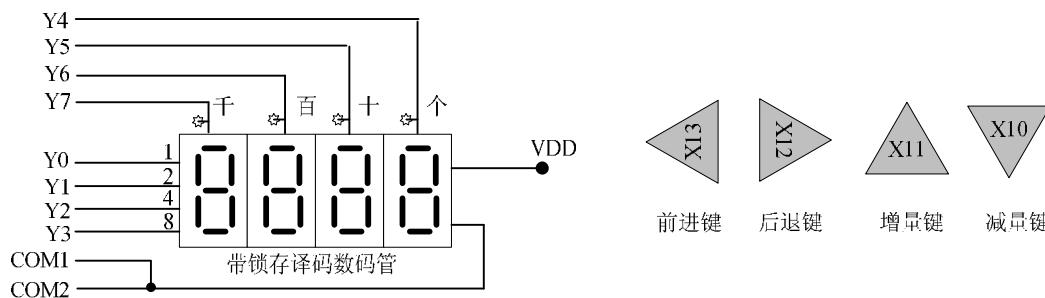 Y4
Y5
Y6
Y7
千 百 十 个
Y0 1
Y1 2
Y2 4
Y3 8
VDD
COM1
COM2
带锁存译码数码管
X13 X12 X11 X10
前进键 后退键 增量键 减量键